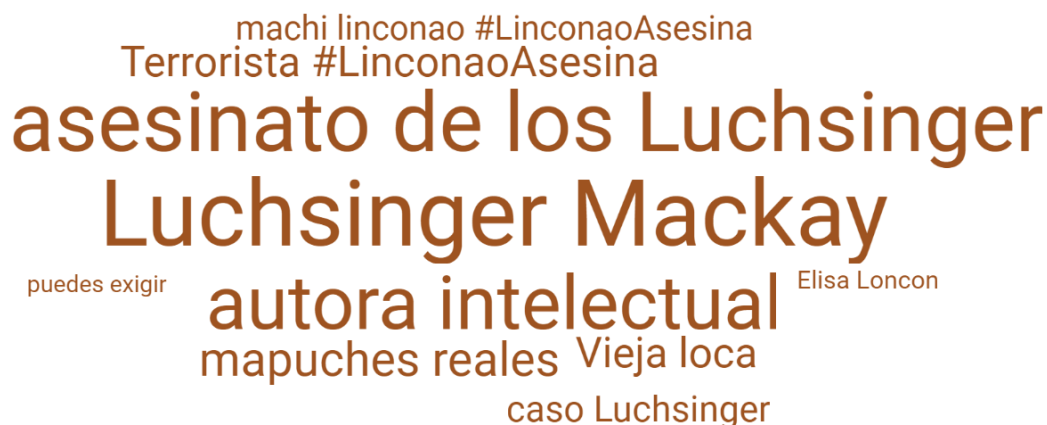 machi linconao #LinconaoAsesina
Terrorista #LinconaoAsesina
asesinato de los Luchsinger
Luchsinger Mackay
puedes exigir
autora intelectual
Elisa Loncon
mapuches reales
Vieja loca
caso Luchsinger